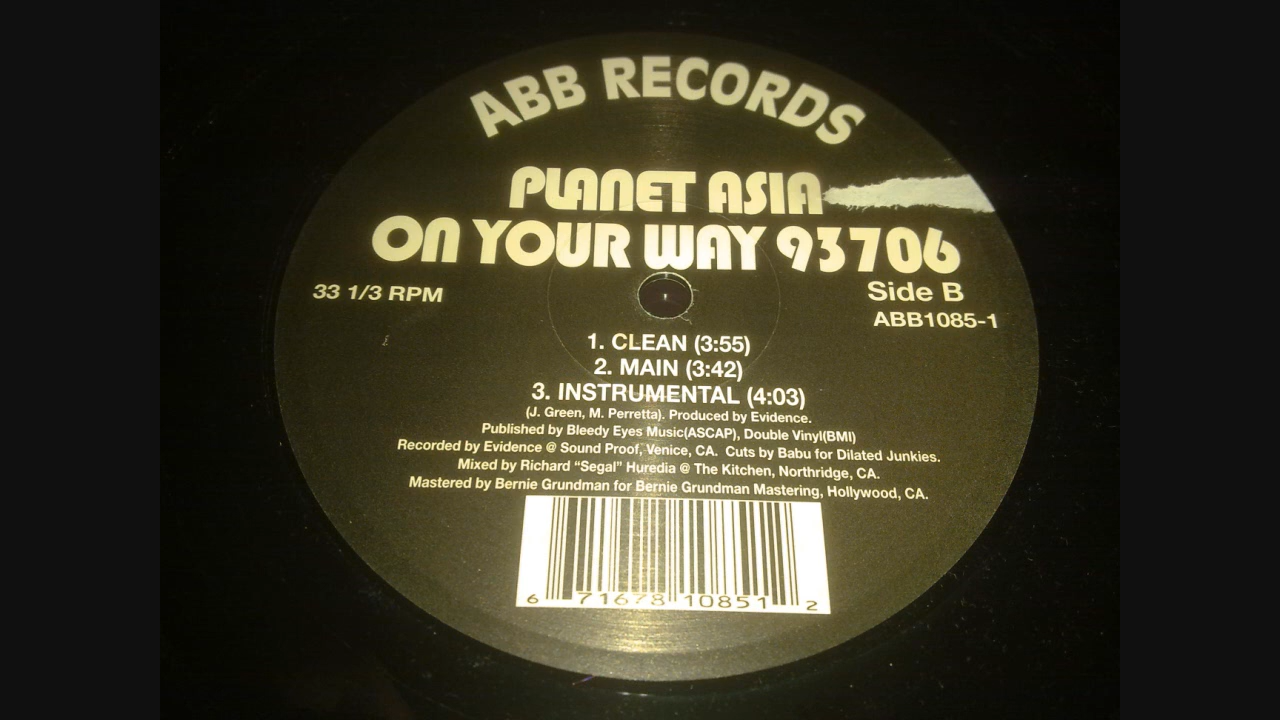 ABB RECORDS
PLANET ASIA
ON YOUR WAY 93706
33 1/3 RPM
Side B
ABB1085-1
1. CLEAN (3:55)
2. MAIN (3:42)
3. INSTRUMENTAL (4:03)
(J. Green, M. Perretta). Produced by Evidence.
Published by Bleedy Eyes Music(ASCAP), Double Vinyl(BMI)
Recorded by Evidence @ Sound Proof, Venice, CA. Cuts by Babu for Dilated Junkies.
Mixed by Richard “Segal” Huredia @ The Kitchen, Northridge, CA.
Mastered by Bernie Grundman for Bernie Grundman Mastering, Hollywood, CA.
6 71678 10851 2